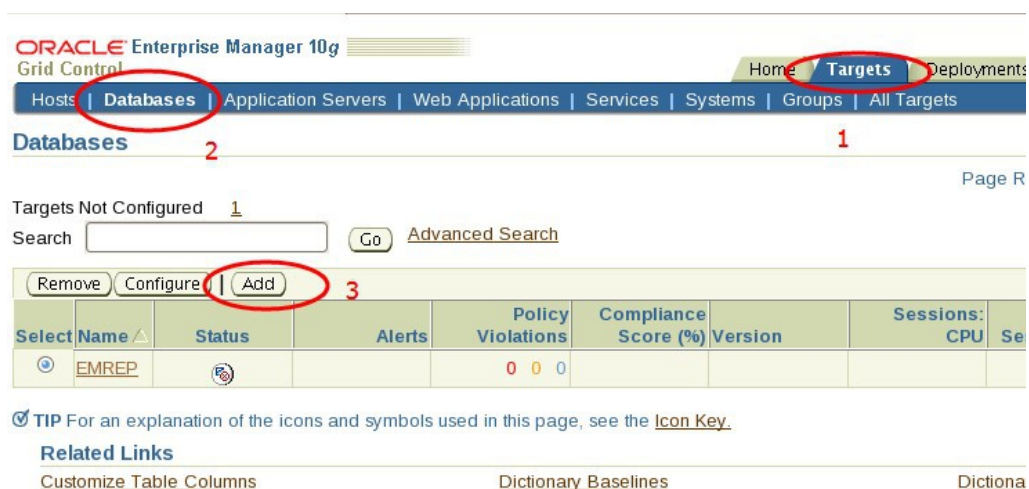 ORACLE Enterprise Manager 10g
Grid Control
Home Targets Deployments
Hosts | Databases | Application Servers | Web Applications | Services | Systems | Groups | All Targets
Databases
2
1
Page R
Targets Not Configured 1
Search Go Advanced Search
Remove Configure | Add
3
Select Name Status Alerts Policy Violations Compliance Score (%) Version Sessions: CPU Se
EMREP 0 0 0
TIP For an explanation of the icons and symbols used in this page, see the Icon Key.
Related Links
Customize Table Columns Dictionary Baselines Dictiona